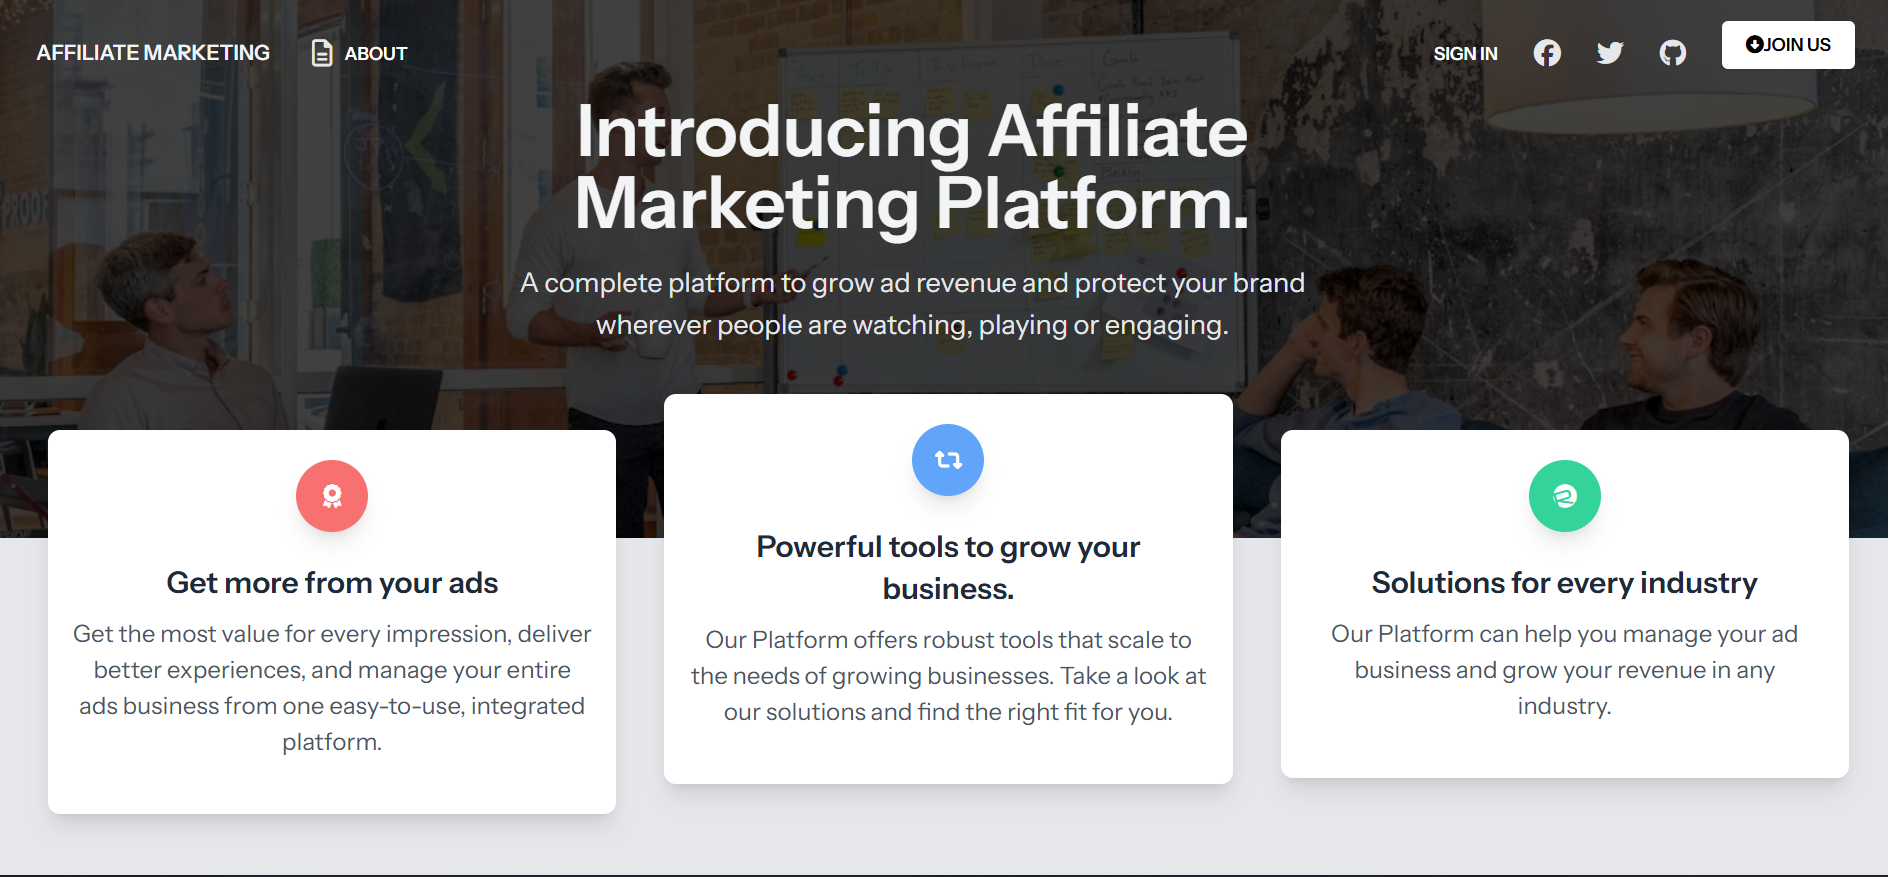 AFFILIATE MARKETING
ABOUT
SIGN IN
JOIN US
Introducing Affiliate
Marketing Platform.
A complete platform to grow ad revenue and protect your brand
wherever people are watching, playing or engaging.
Get more from your ads
Get the most value for every impression, deliver
better experiences, and manage your entire
ads business from one easy-to-use, integrated
platform.
Powerful tools to grow your
business.
Our Platform offers robust tools that scale to
the needs of growing businesses. Take a look at
our solutions and find the right fit for you.
Solutions for every industry
Our Platform can help you manage your ad
business and grow your revenue in any
industry.